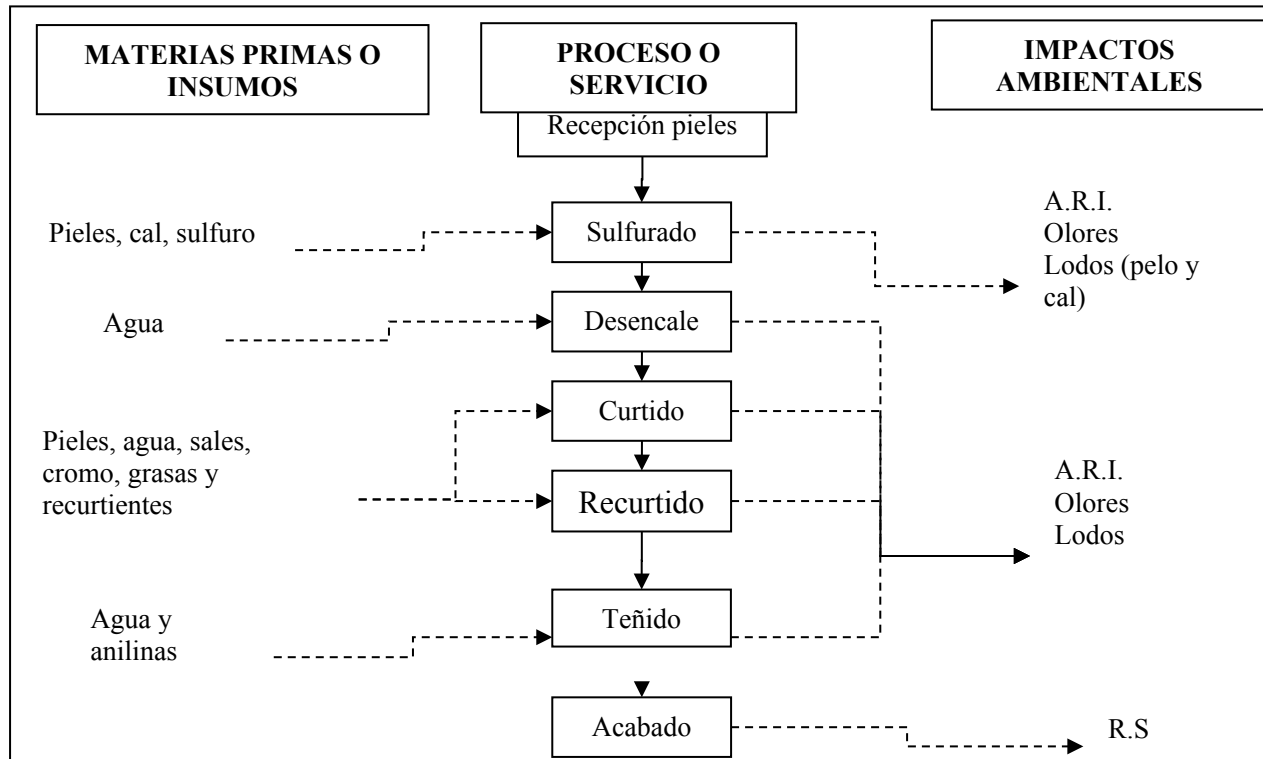 MATERIAS PRIMAS O
INSUMOS
PROCESO O
SERVICIO
IMPACTOS
AMBIENTALES
Recepción pieles
Pieles, cal, sulfuro
Sulfurado
A.R.I.
Olores
Lodos (pelo y
cal)
Agua
Desencale
Curtido
Pieles, agua, sales,
cromo, grasas y
recurtientes
Recurtido
A.R.I.
Olores
Lodos
Agua y
anilinas
Teñido
Acabado
R.S